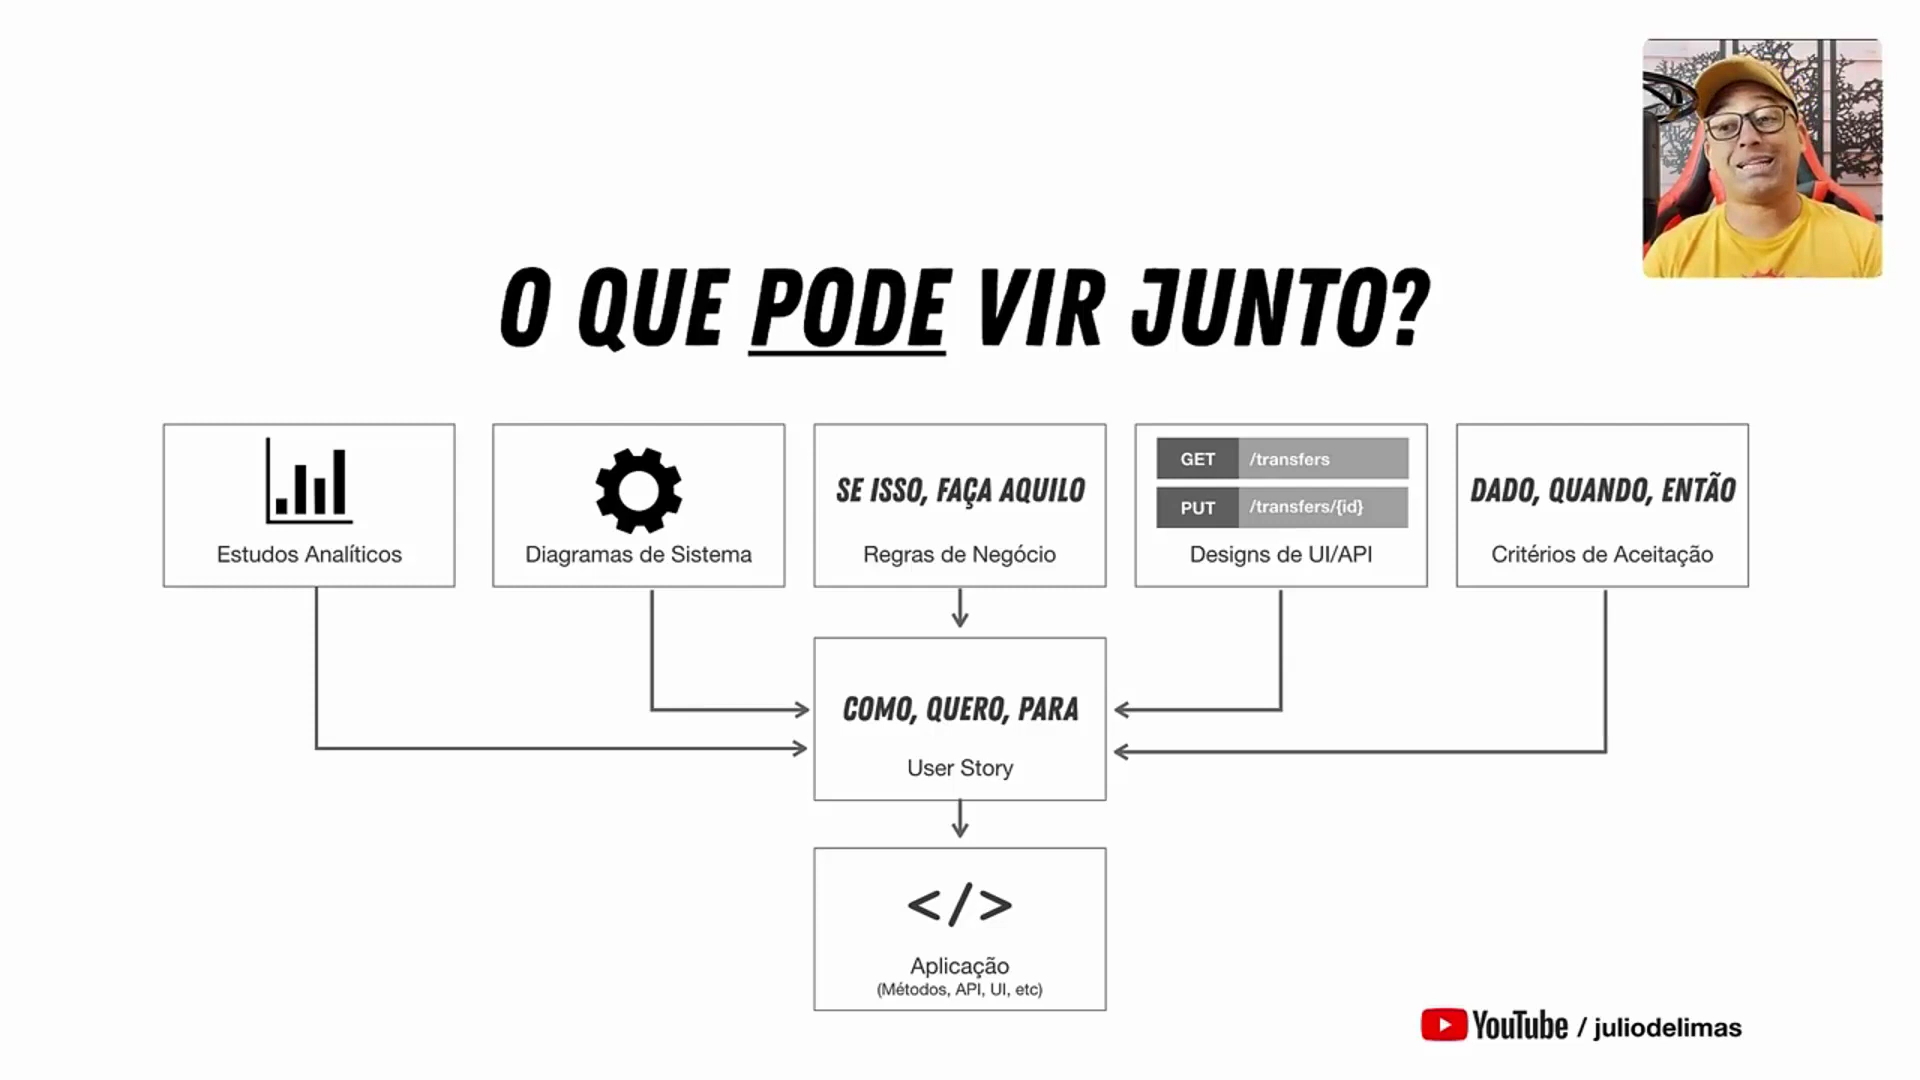 O QUE PODE VIR JUNTO?
Estudos Analíticos
Diagramas de Sistema
SE ISSO, FAÇA AQUILO
Regras de Negócio
GET /transfers
PUT /transfers/{id}
Designs de UI/API
DADO, QUANDO, ENTÃO
Critérios de Aceitação
COMO, QUERO, PARA
User Story
</>
Aplicação
(Métodos, API, UI, etc)
YouTube / juliodelimas